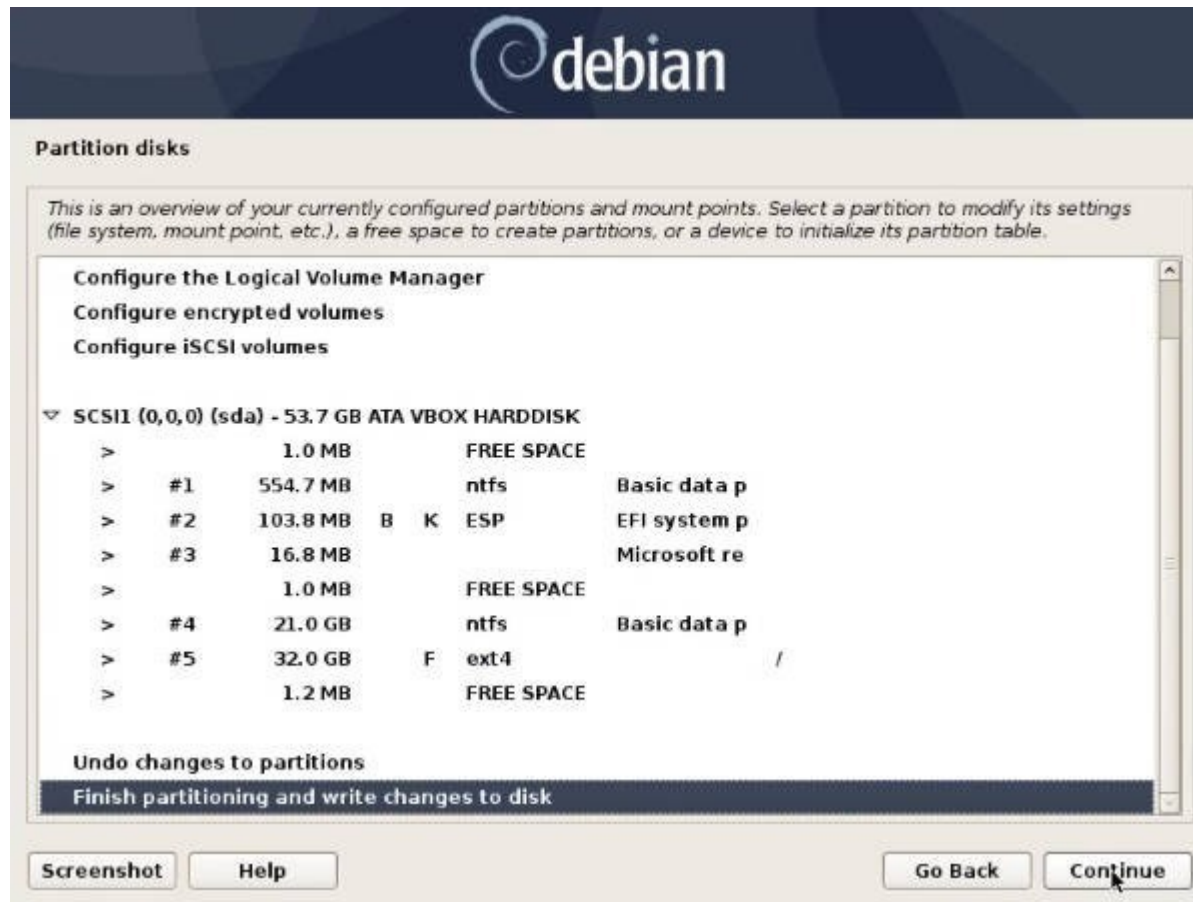 debian
Partition disks
This is an overview of your currently configured partitions and mount points. Select a partition to modify its settings
(file system, mount point, etc.), a free space to create partitions, or a device to initialize its partition table.
Configure the Logical Volume Manager
Configure encrypted volumes
Configure iSCSI volumes
SCSI1 (0,0,0) (sda) - 53.7 GB ATA VBOX HARDDISK
> 1.0 MB FREE SPACE
> #1 554.7 MB ntfs Basic data p
> #2 103.8 MB B K ESP EFI system p
> #3 16.8 MB Microsoft re
> 1.0 MB FREE SPACE
> #4 21.0 GB ntfs Basic data p
> #5 32.0 GB F ext4 /
> 1.2 MB FREE SPACE
Undo changes to partitions
Finish partitioning and write changes to disk
Screenshot Help Go Back Continue